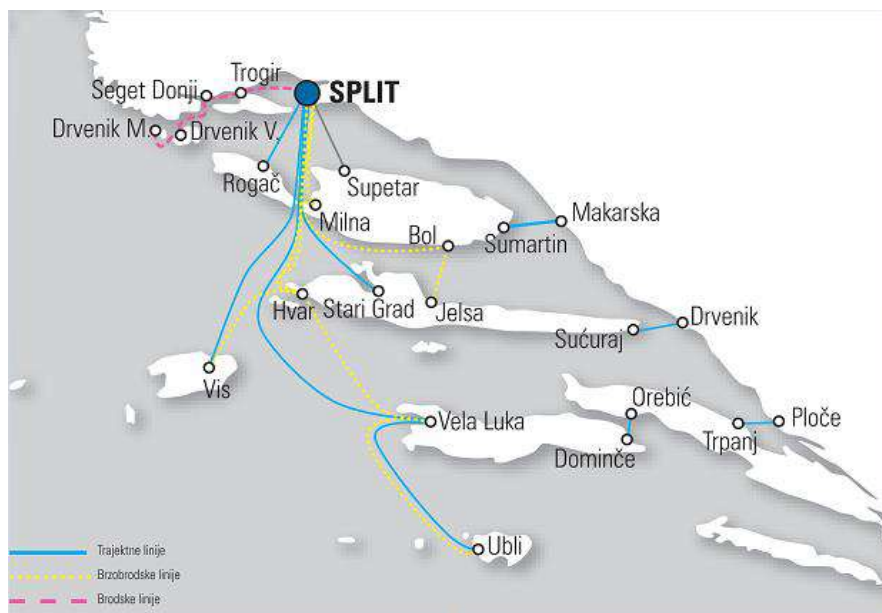 Trogir
Seget Donji
SPLIT
Drvenik M.
Drvenik V.
Rogač
Supetar
Milna
Makarska
Bol
Sumartin
Hvar
Stari Grad
Jelsa
Sućuraj
Drvenik
Vis
Orebić
Vela Luka
Ploče
Trpanj
Dominče
Ubli
Trajektne linije
Brzobrodske linije
Brodske linije